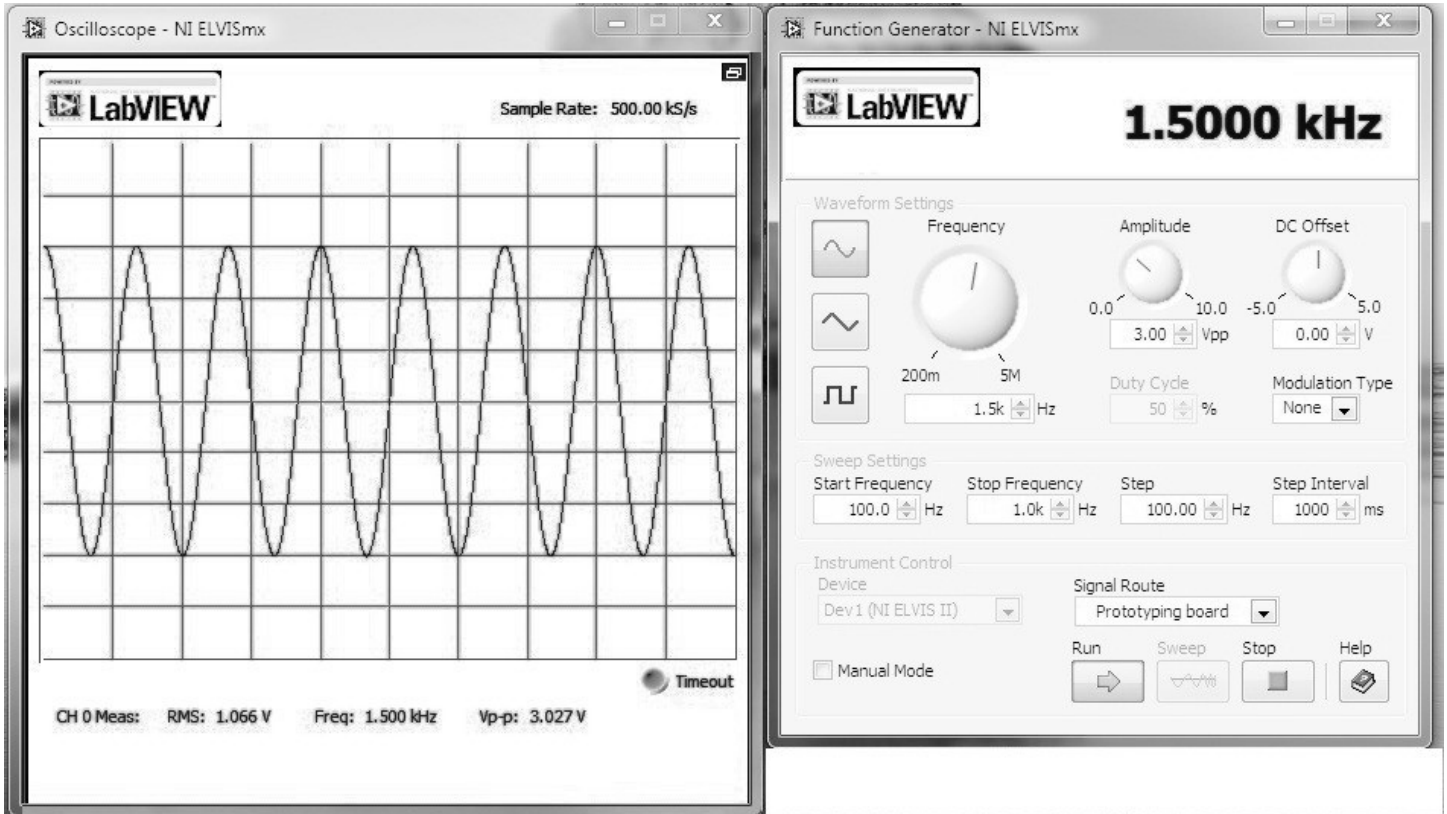 Oscilloscope - NI ELVISmx
POWERED BY
LabVIEW
Sample Rate: 500.00 kS/s
Timeout
CH 0 Meas: RMS: 1.066 V Freq: 1.500 kHz Vp-p: 3.027 V
Function Generator - NI ELVISmx
LabVIEW
1.5000 kHz
Waveform Settings
Frequency Amplitude DC Offset
0.0 10.0 -5.0 5.0
3.00 Vpp 0.00 V
200m 5M
Duty Cycle Modulation Type
1.5k Hz 50 % None
Sweep Settings
Start Frequency Stop Frequency Step Step Interval
100.0 Hz 1.0k Hz 100.00 Hz 1000 ms
Instrument Control
Device Signal Route
Dev1 (NI ELVIS II) Prototyping board
Run Sweep Stop Help
Manual Mode